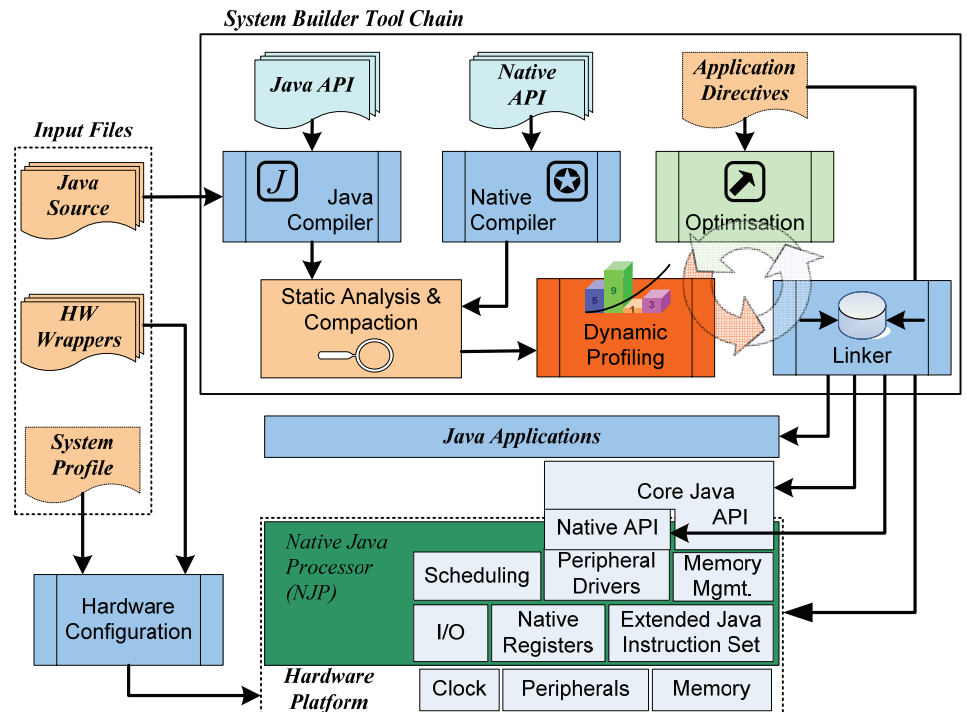 System Builder Tool Chain
Java API
Native
API
Application
Directives
Input Files
Java
Source
J
Java
Compiler
Native
Compiler
Optimisation
HW
Wrappers
Static Analysis &
Compaction
5
9
1
3
Dynamic
Profiling
Linker
System
Profile
Java Applications
Core Java
API
Native API
Native Java
Processor
(NJP)
Scheduling
Peripheral
Drivers
Memory
Mgmt.
Hardware
Configuration
I/O
Native
Registers
Extended Java
Instruction Set
Hardware
Platform
Clock
Peripherals
Memory